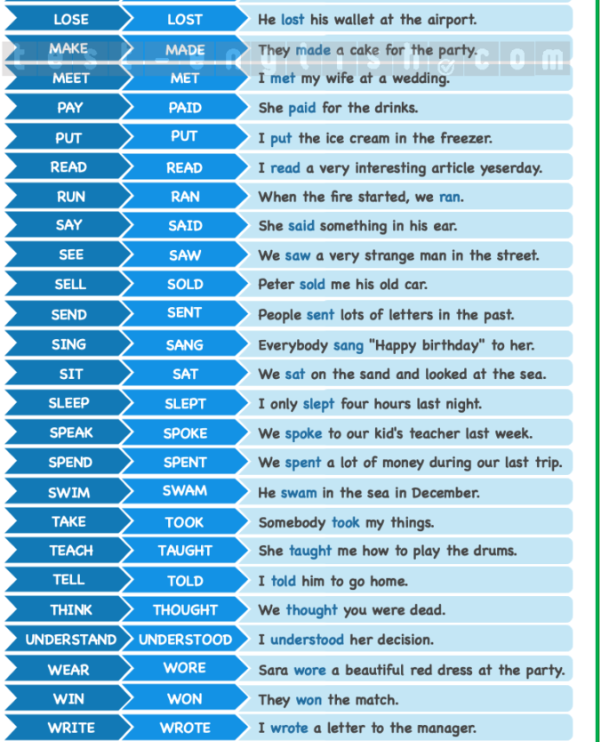 LOSE LOST He lost his wallet at the airport.
MAKE MADE They made a cake for the party.
test-english.com
MEET MET I met my wife at a wedding.
PAY PAID She paid for the drinks.
PUT PUT I put the ice cream in the freezer.
READ READ I read a very interesting article yeserday.
RUN RAN When the fire started, we ran.
SAY SAID She said something in his ear.
SEE SAW We saw a very strange man in the street.
SELL SOLD Peter sold me his old car.
SEND SENT People sent lots of letters in the past.
SING SANG Everybody sang "Happy birthday" to her.
SIT SAT We sat on the sand and looked at the sea.
SLEEP SLEPT I only slept four hours last night.
SPEAK SPOKE We spoke to our kid's teacher last week.
SPEND SPENT We spent a lot of money during our last trip.
SWIM SWAM He swam in the sea in December.
TAKE TOOK Somebody took my things.
TEACH TAUGHT She taught me how to play the drums.
TELL TOLD I told him to go home.
THINK THOUGHT We thought you were dead.
UNDERSTAND UNDERSTOOD I understood her decision.
WEAR WORE Sara wore a beautiful red dress at the party.
WIN WON They won the match.
WRITE WROTE I wrote a letter to the manager.